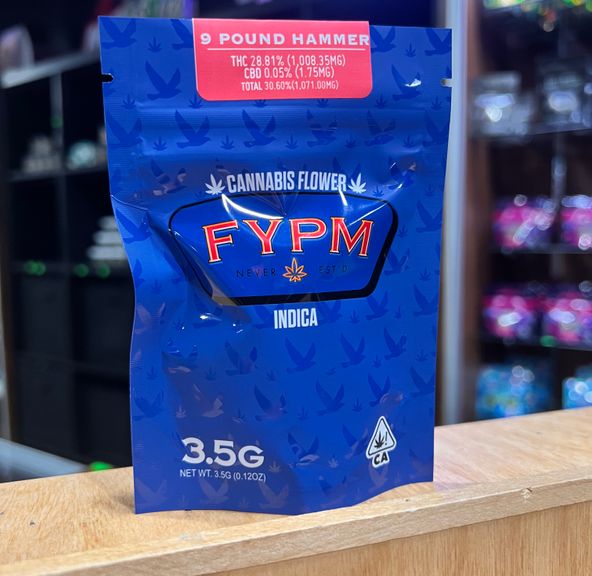 9 POUND HAMMER
THC 28.81% (1,008.35MG)
CBD 0.05% (1.75MG)
TOTAL 30.60%(1,071.00MG)
CANNABIS FLOWER
FYPM
NEVER EST'D
INDICA
3.5G
NET WT. 3.5G (0.12OZ)
CA